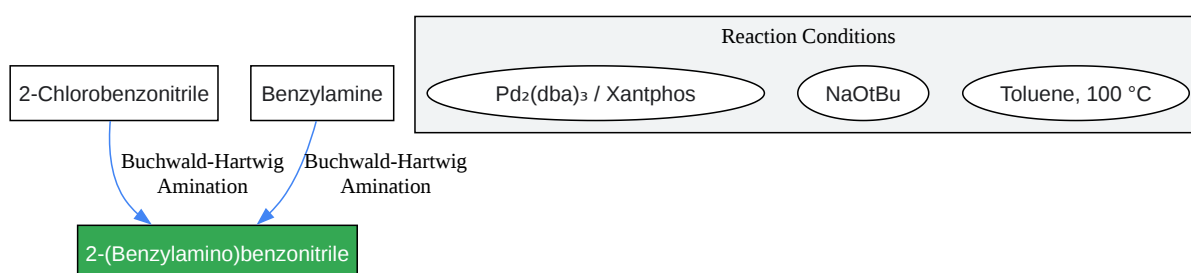 Reaction Conditions
2-Chlorobenzonitrile
Benzylamine
Pd₂(dba)₃ / Xantphos
NaOtBu
Toluene, 100 °C
Buchwald-Hartwig
Amination
Buchwald-Hartwig
Amination
2-(Benzylamino)benzonitrile